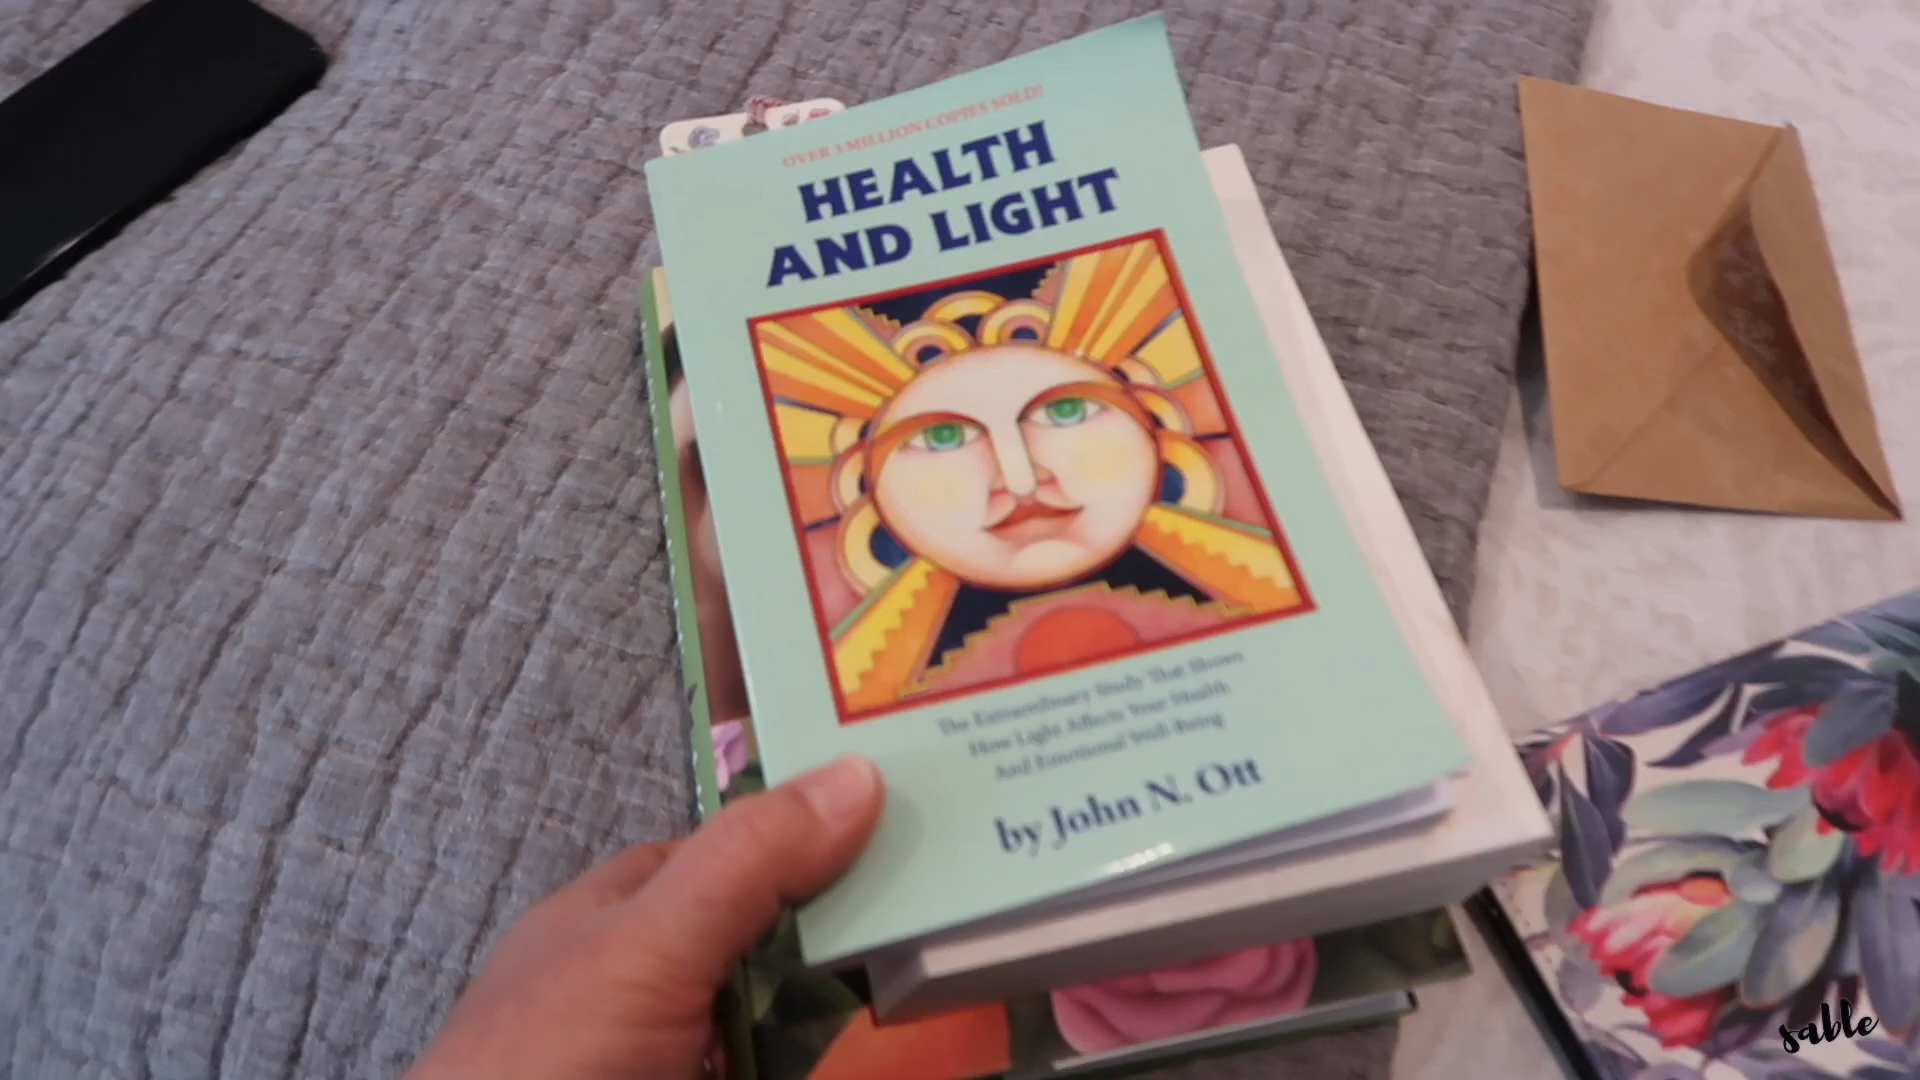 OVER 1 MILLION COPIES SOLD!
HEALTH
AND LIGHT
The Extraordinary Study That Shows
How Light Affects Your Health
And Emotional Well-Being
by John N. Ott
sable